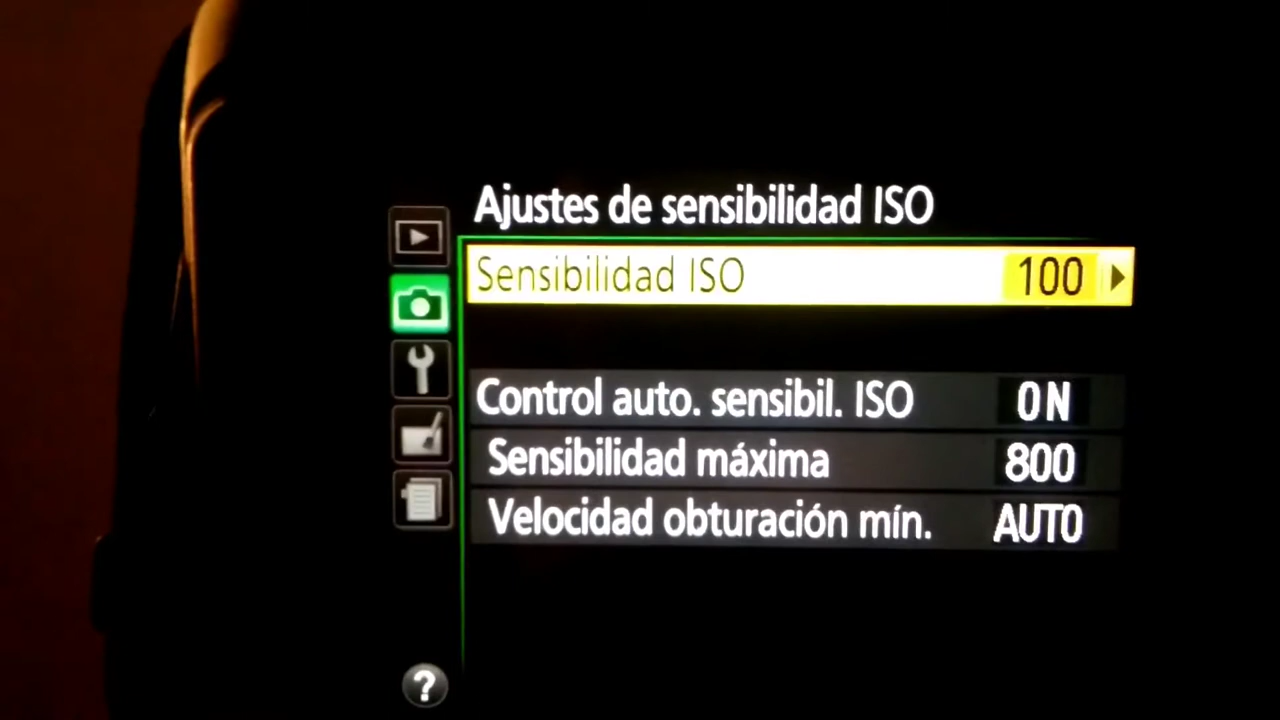 Ajustes de sensibilidad ISO
Sensibilidad ISO 100
Control auto. sensibil. ISO ON
Sensibilidad máxima 800
Velocidad obturación mín. AUTO
?